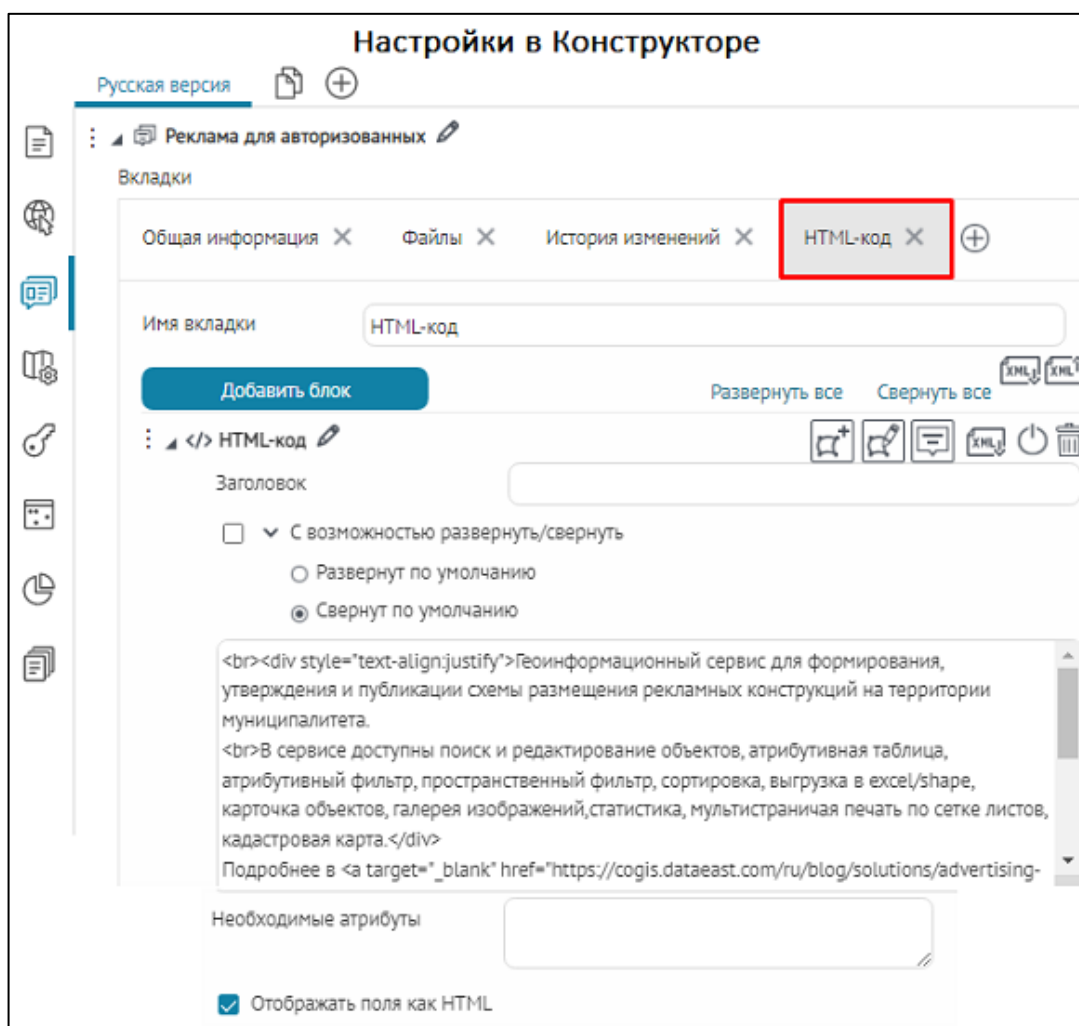 Настройки в Конструкторе
Русская версия
Реклама для авторизованных
Вкладки
Общая информация Файлы История изменений HTML-код
Имя вкладки HTML-код
XML XML
Добавить блок Развернуть все Свернуть все
</> HTML-код XML
Заголовок
С возможностью развернуть/свернуть
Развернут по умолчанию
Свернут по умолчанию
<br><div style="text-align:justify">Геоинформационный сервис для формирования,
утверждения и публикации схемы размещения рекламных конструкций на территории
муниципалитета.
<br>В сервисе доступны поиск и редактирование объектов, атрибутивная таблица,
атрибутивный фильтр, пространственный фильтр, сортировка, выгрузка в excel/shape,
карточка объектов, галерея изображений,статистика, мультистраничая печать по сетке листов,
кадастровая карта.</div>
Подробнее в <a target="_blank" href="https://cogis.dataeast.com/ru/blog/solutions/advertising-
Необходимые атрибуты
Отображать поля как HTML